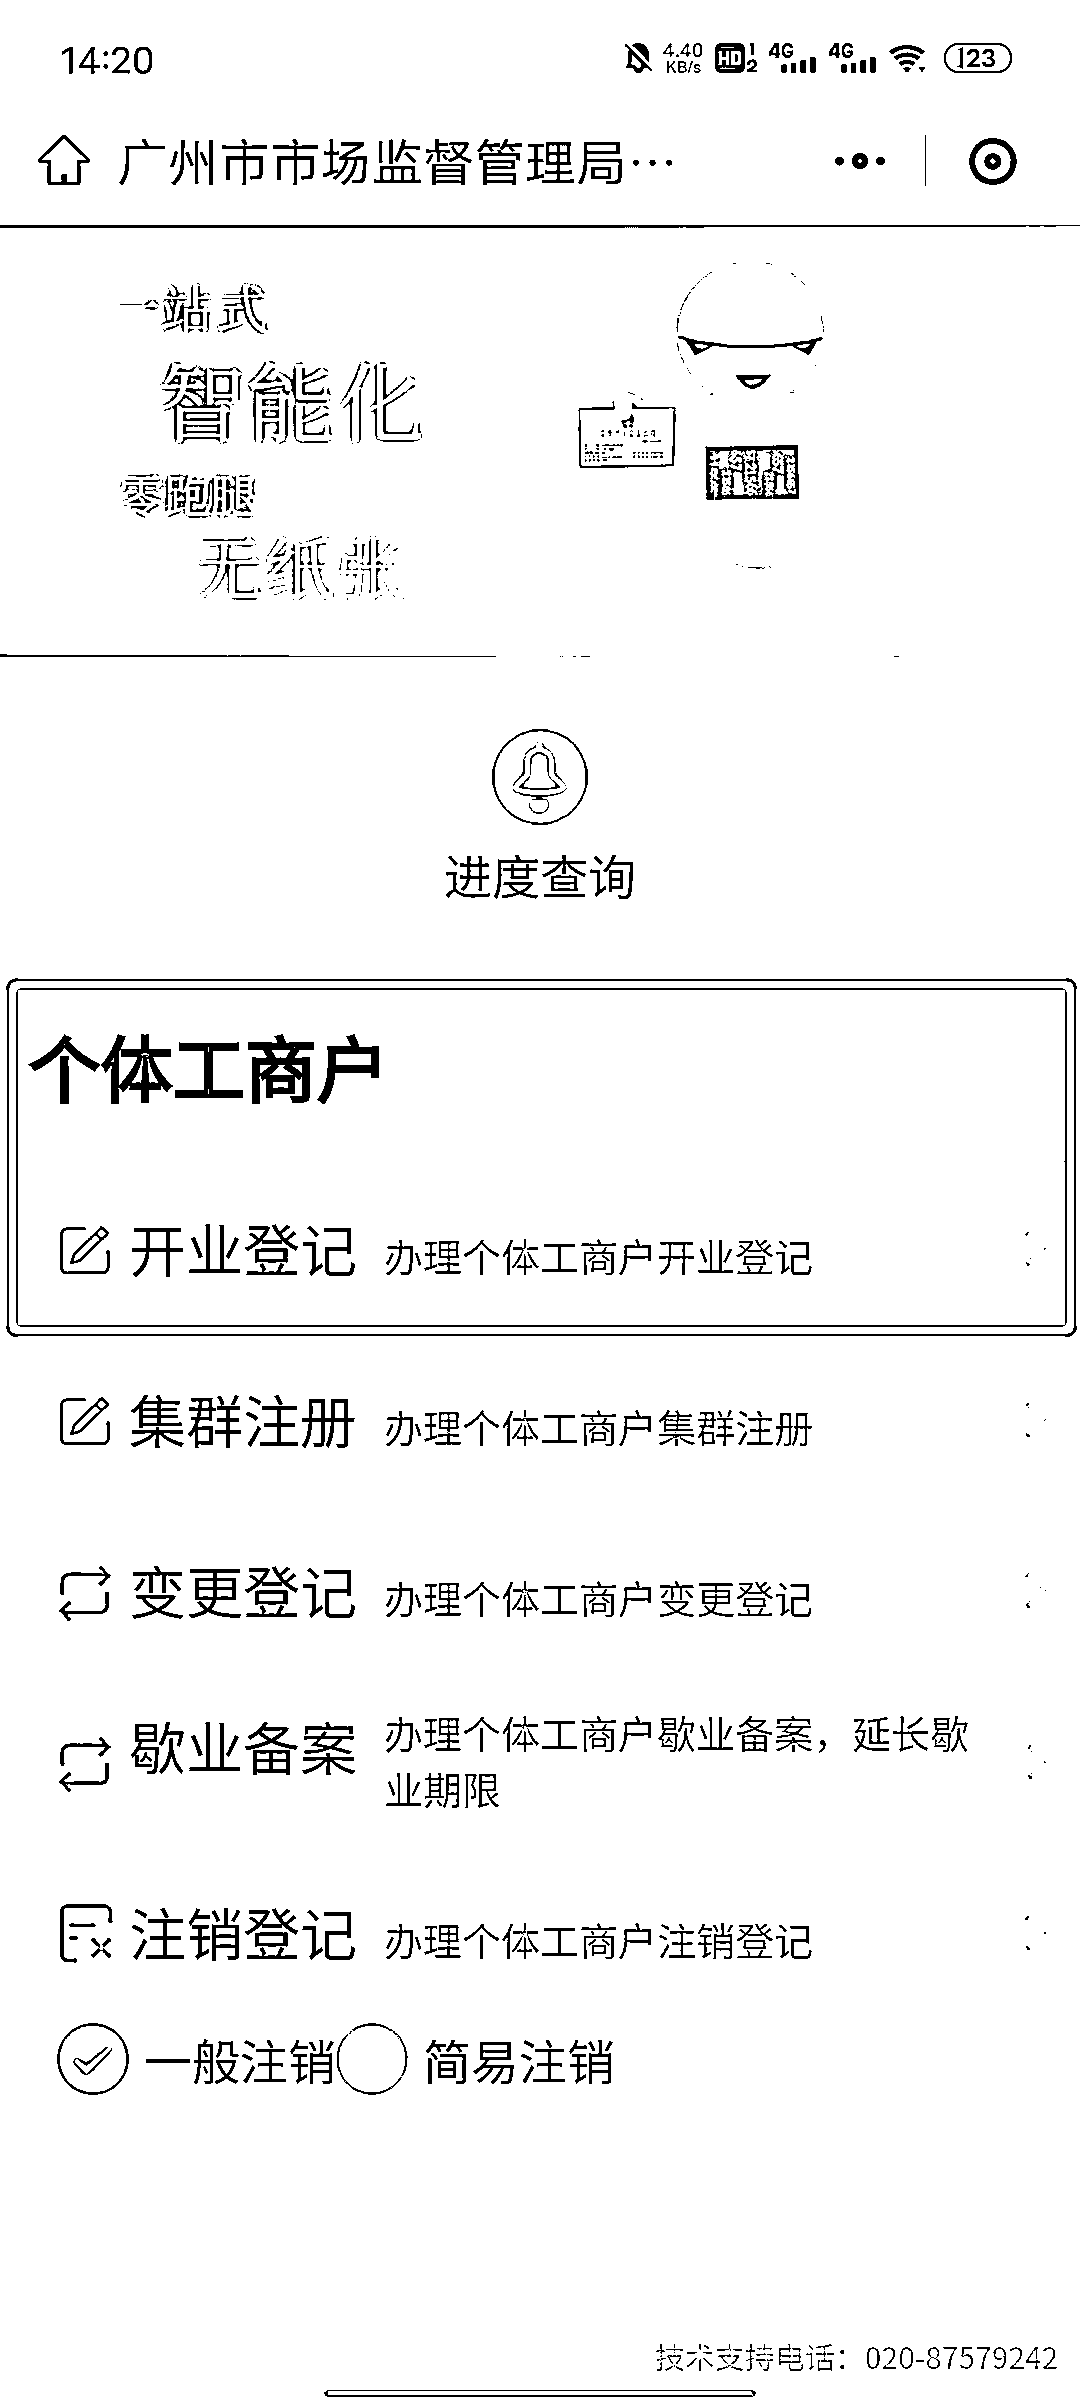 14:20 4.40 KB/s HD 1 2 4G 4G 23
广州市市场监督管理局···
一站式
智能化
零跑腿
无纸张
进度查询
个体工商户
开业登记 办理个体工商户开业登记
集群注册 办理个体工商户集群注册
变更登记 办理个体工商户变更登记
歇业备案 办理个体工商户歇业备案，延长歇
业期限
注销登记 办理个体工商户注销登记
一般注销 简易注销
技术支持电话：020-87579242